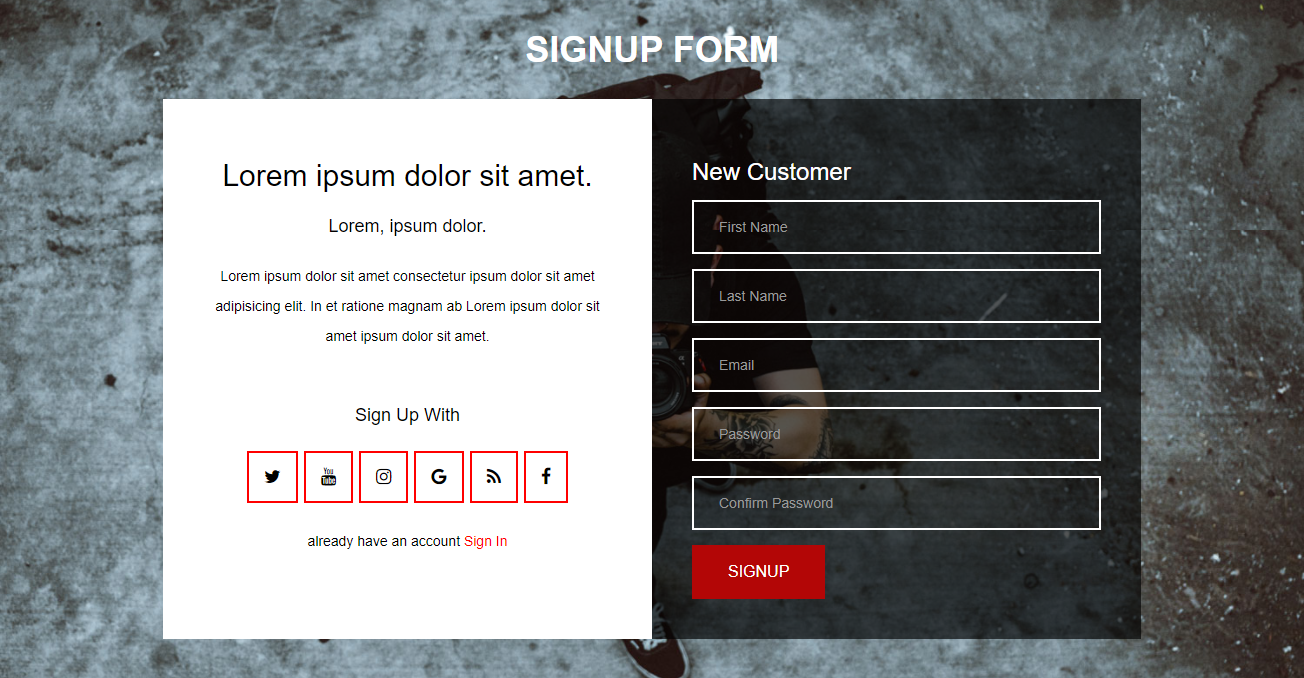 SIGNUP FORM
Lorem ipsum dolor sit amet.
Lorem, ipsum dolor.
Lorem ipsum dolor sit amet consectetur ipsum dolor sit amet
adipisicing elit. In et ratione magnam ab Lorem ipsum dolor sit
amet ipsum dolor sit amet.
Sign Up With
You
Tube
already have an account Sign In
New Customer
First Name
Last Name
Email
Password
Confirm Password
SIGNUP